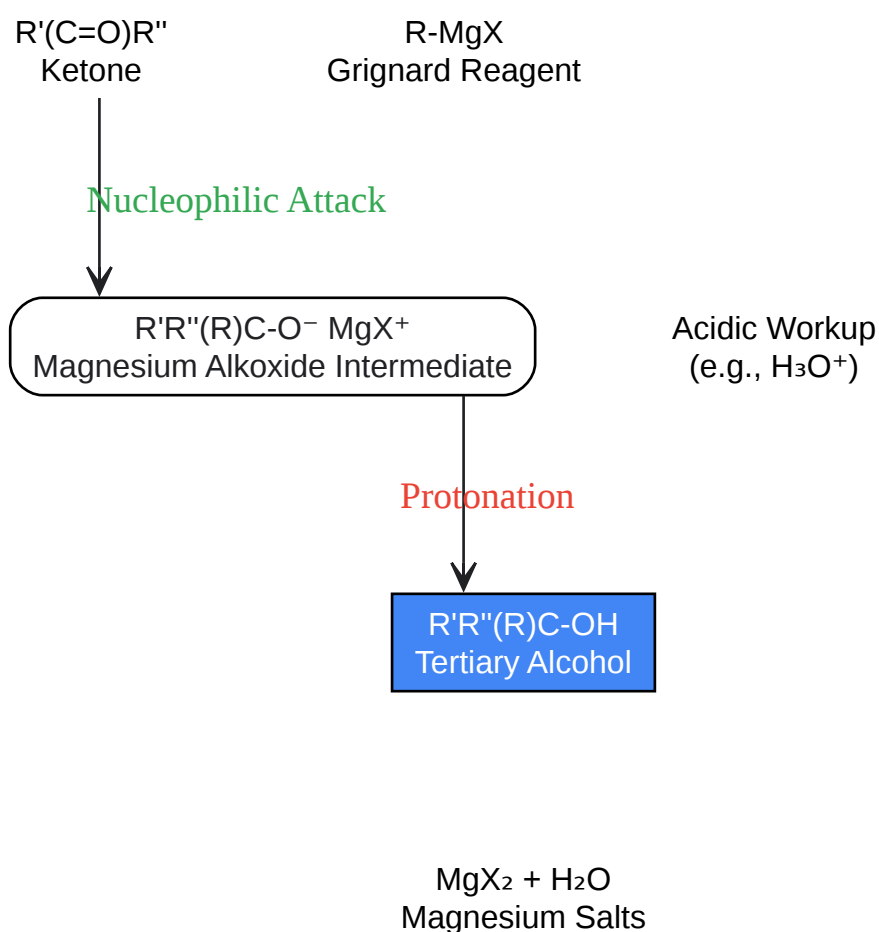 R'(C=O)R"
Ketone
R-MgX
Grignard Reagent
Nucleophilic Attack
R'R"(R)C-O⁻ MgX⁺
Magnesium Alkoxide Intermediate
Acidic Workup
(e.g., H₃O⁺)
Protonation
R'R"(R)C-OH
Tertiary Alcohol
MgX₂ + H₂O
Magnesium Salts